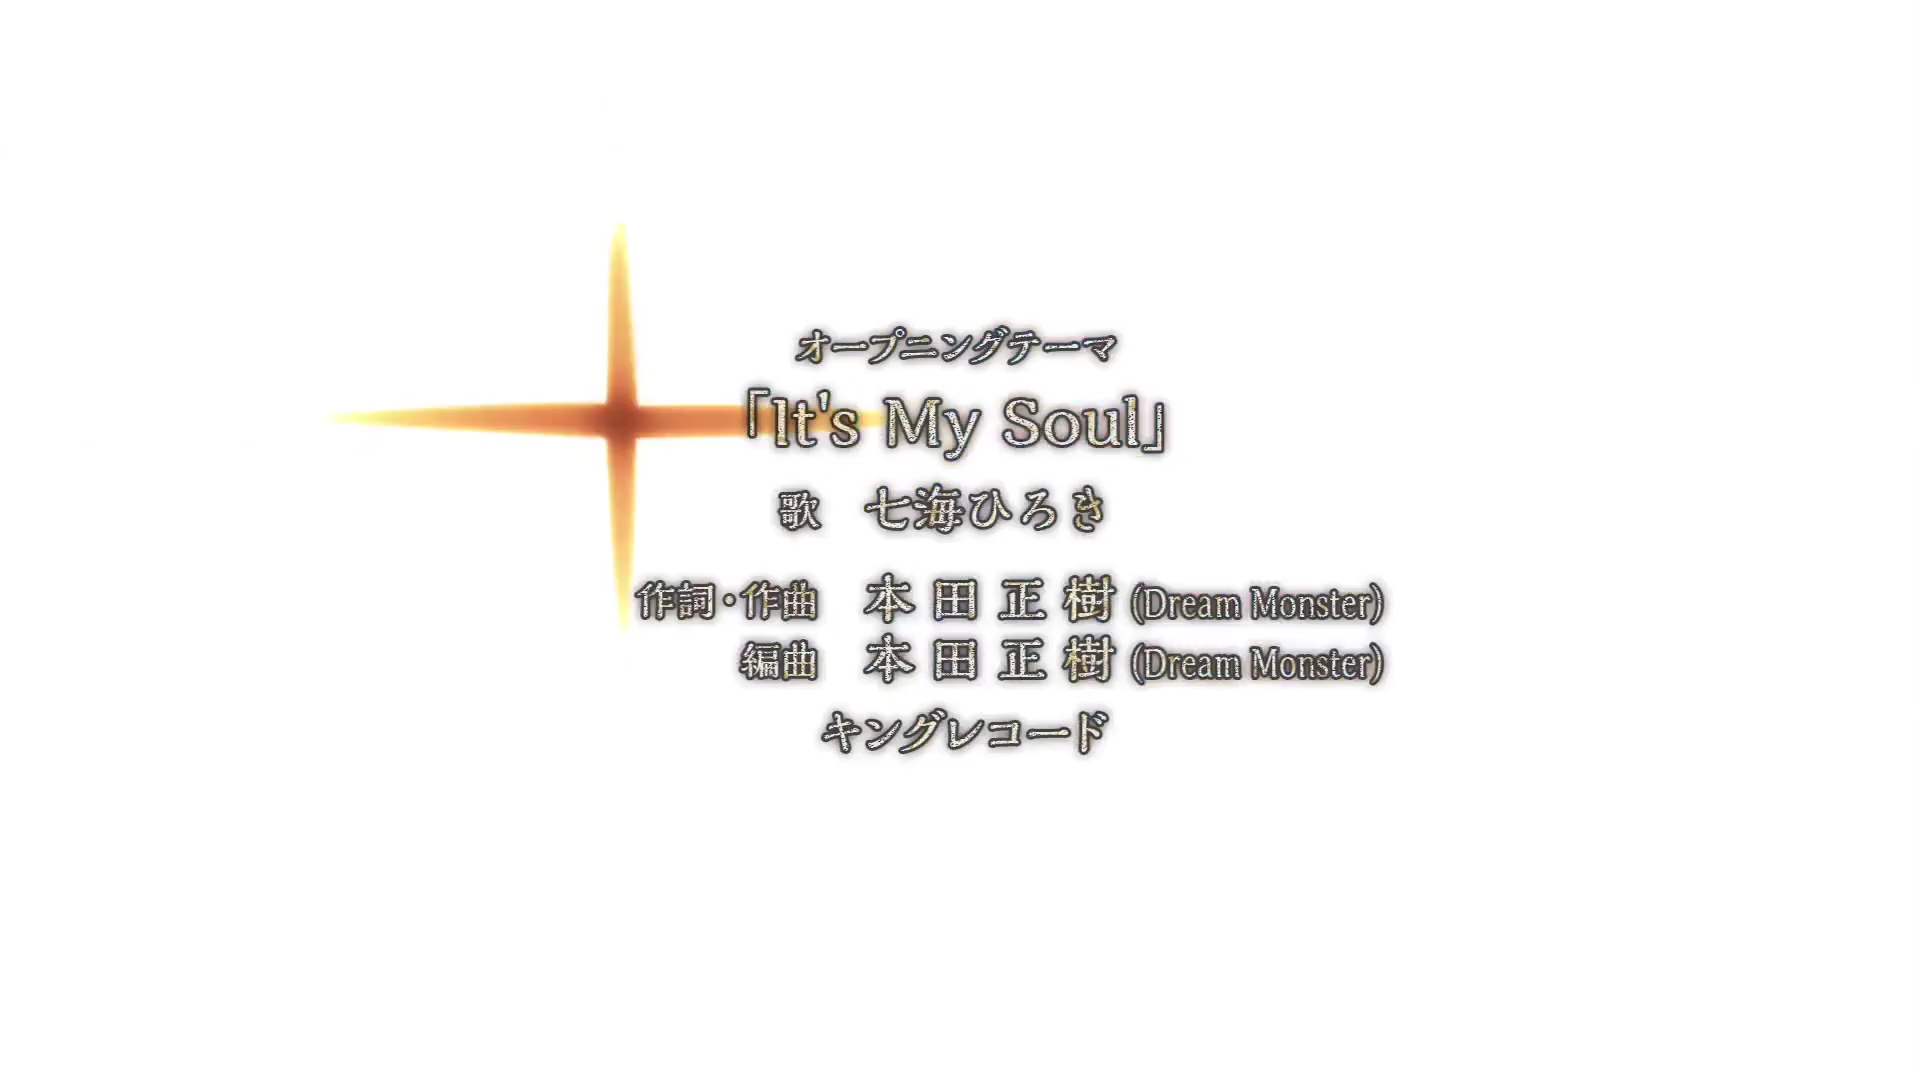 オープニングテーマ
「It's My Soul」
歌　七海ひろき
作詞・作曲　本田正樹 (Dream Monster)
編曲　本田正樹 (Dream Monster)
キングレコード